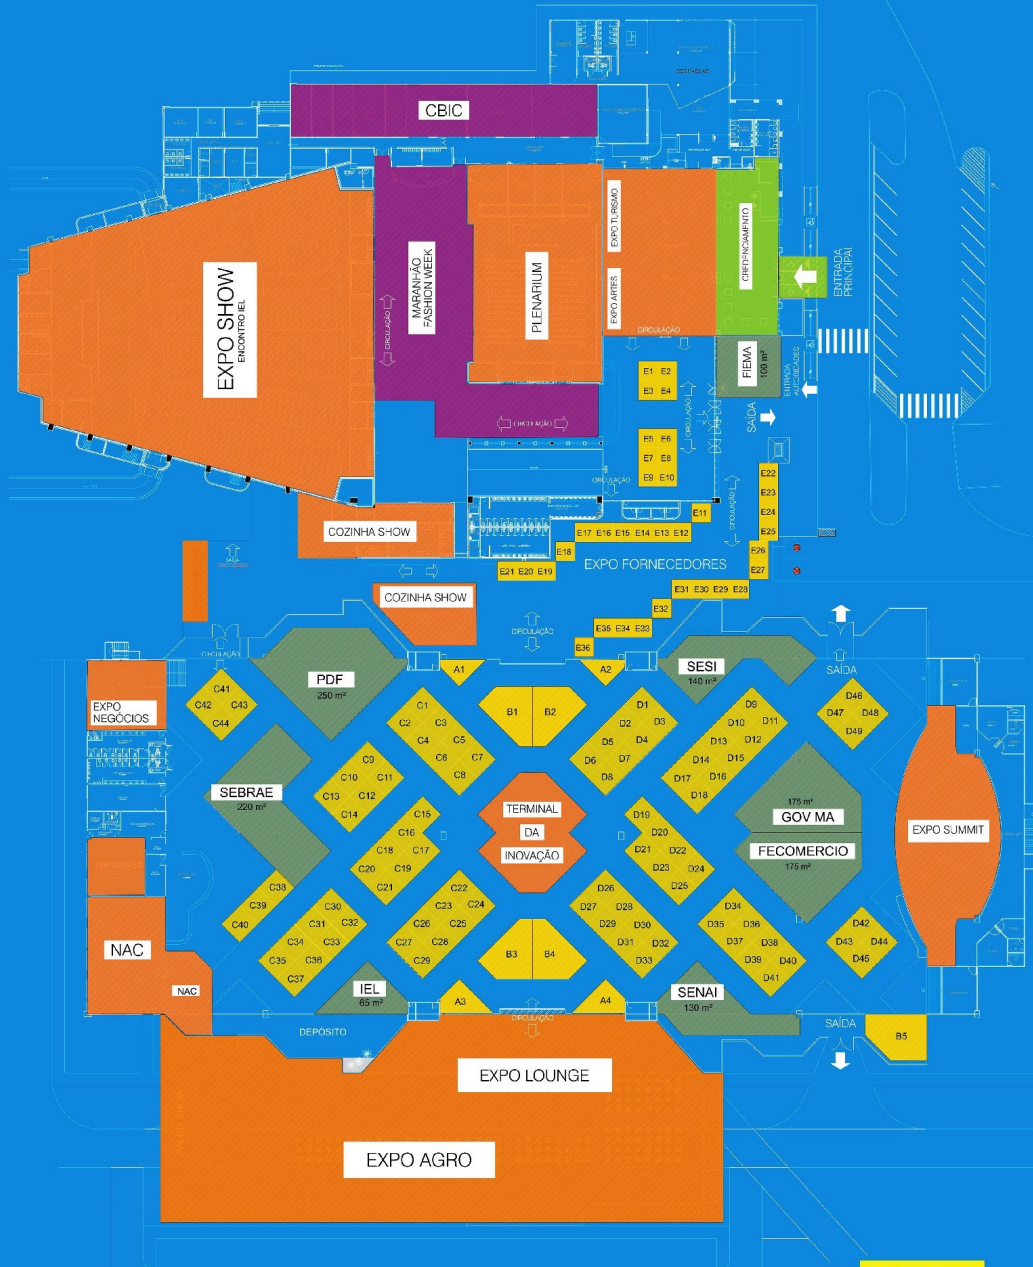 CBIC
EXPO SHOW
ENCONTRO IEL
CIRCULAÇÃO
MARANHÃO
FASHION WEEK
PLENARIUM
EXPO TURISMO
EXPO ARTES
CREDENCIAMENTO
ENTRADA
PRINCIPAL
CIRCULAÇÃO
FIEMA
100 m²
ENTRADA
AUTORIDADES
SAÍDA
E1 E2
E3 E4
CIRCULAÇÃO
CIRCULAÇÃO
E5 E6
E7 E8
E9 E10
CIRCULAÇÃO
E22
E23
E24
E25
CIRCULAÇÃO
E11
E17 E16 E15 E14 E13 E12
COZINHA SHOW
E18
E26
E27
EXPO FORNECEDORES
E21 E20 E19
E31 E30 E29 E28
COZINHA SHOW
E32
CIRCULAÇÃO
E35 E34 E33
E36
CIRCULAÇÃO
PDF
250 m²
A1
A2
SESI
140 m²
SAÍDA
EXPO
NEGÓCIOS
C41
C42 C43
C44
C1
C2 C3
C4 C5
C6 C7
C8
B1 B2
D1
D2 D3
D5 D4
D6 D7
D8
D9
D10 D11
D13 D12
D14 D15
D17 D16
D18
D46
D47 D48
D49
C9
C10 C11
C13 C12
C14
SEBRAE
220 m²
C15
C16
C18 C17
C20 C19
C21
TERMINAL
DA
INOVAÇÃO
D19
D20
D21 D22
D23 D24
D25
175 m²
GOV MA
FECOMERCIO
175 m²
EXPO SUMMIT
C38
C39
C40
C30
C31 C32
C34 C33
C35 C36
C37
C22
C23 C24
C26 C25
C27 C28
C29
B3 B4
D26
D27 D28
D29 D30
D31 D32
D33
D34
D35 D36
D37 D38
D39 D40
D41
D42
D43 D44
D45
NAC
NAC
IEL
65 m²
A3
A4
SENAI
130 m²
SAÍDA
B5
DEPÓSITO
CIRCULAÇÃO
EXPO LOUNGE
EXPO AGRO